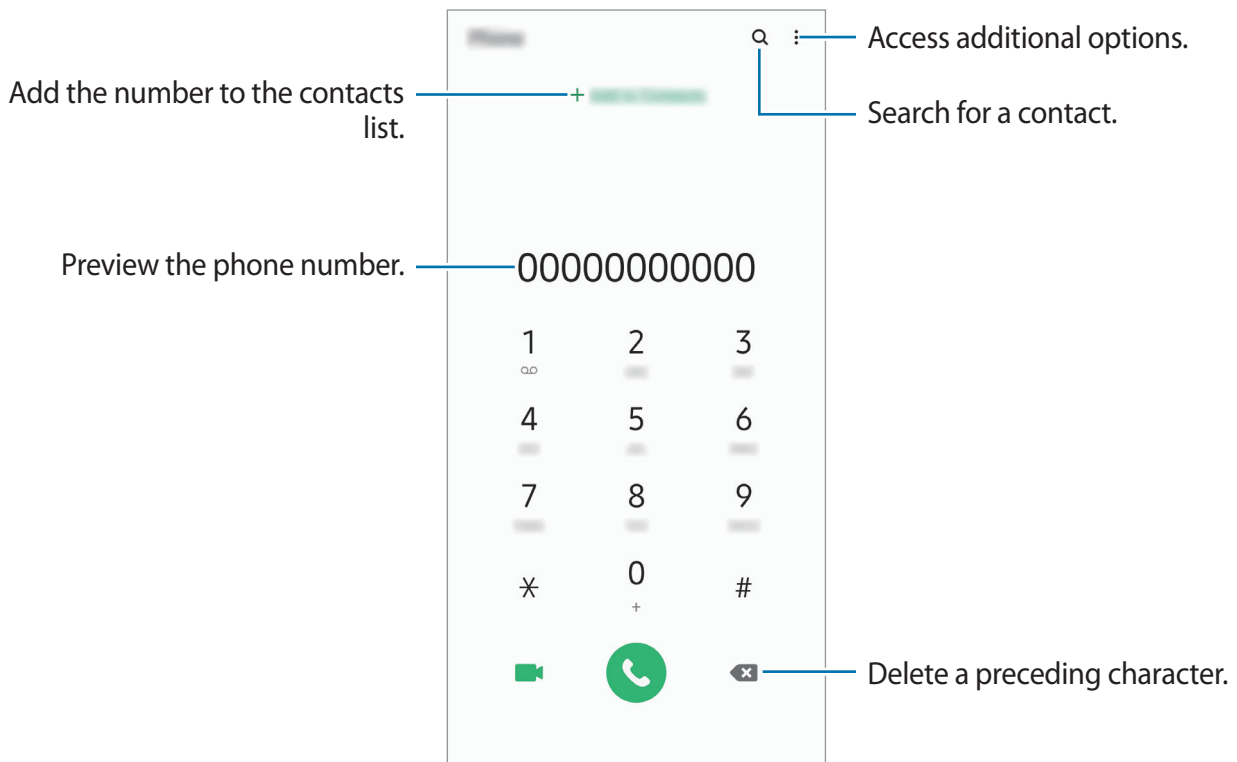 Access additional options.
Add the number to the contacts
list.
+
Search for a contact.
Preview the phone number.
00000000000
1 2 3
4 5 6
7 8 9
* 0 #
+
Delete a preceding character.